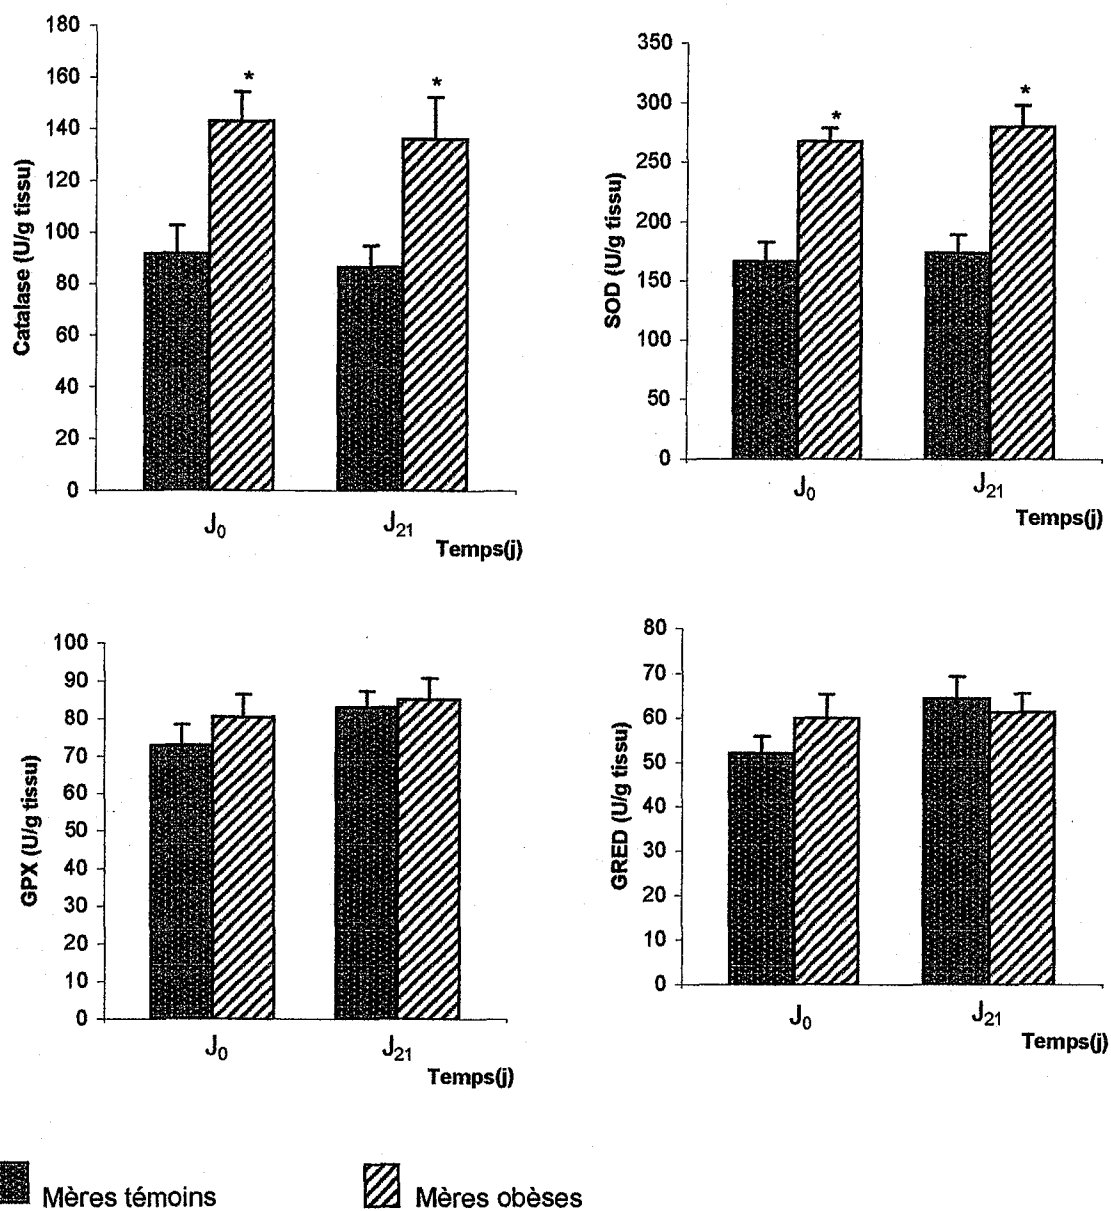 Catalase (U/g tissu)
180
160
140
120
100
80
60
40
20
0
*
*
J₀
J₂₁
Temps(j)
SOD (U/g tissu)
350
300
250
200
150
100
50
0
*
*
J₀
J₂₁
Temps(j)
GPX (U/g tissu)
100
90
80
70
60
50
40
30
20
10
0
J₀
J₂₁
Temps(j)
GRED (U/g tissu)
80
70
60
50
40
30
20
10
0
J₀
J₂₁
Temps(j)
Mères témoins
Mères obèses